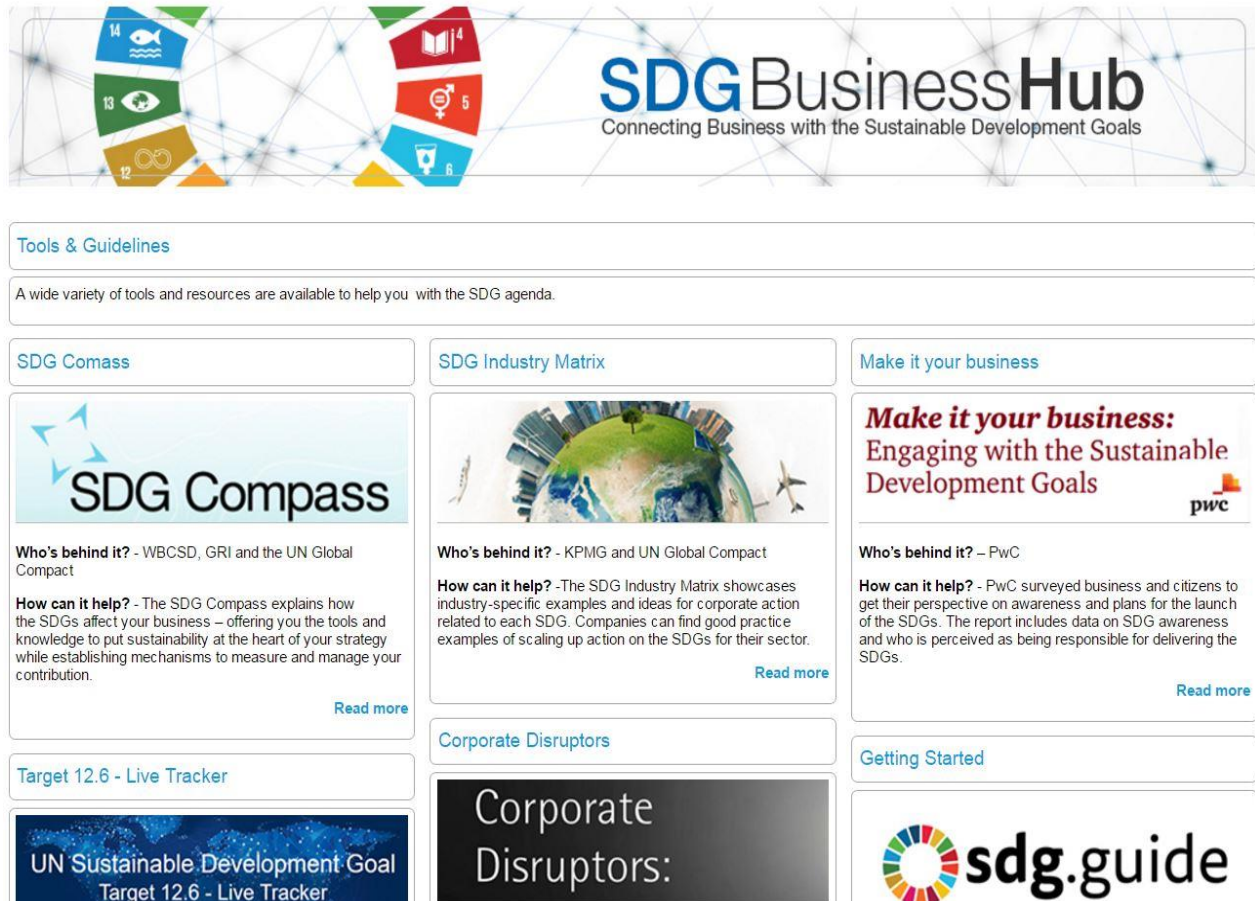 14
4
13
5
12
6
SDGBusinessHub
Connecting Business with the Sustainable Development Goals
Tools & Guidelines
A wide variety of tools and resources are available to help you with the SDG agenda.
SDG Comass
SDG Compass
Who's behind it? - WBCSD, GRI and the UN Global
Compact
How can it help? - The SDG Compass explains how
the SDGs affect your business – offering you the tools and
knowledge to put sustainability at the heart of your strategy
while establishing mechanisms to measure and manage your
contribution.
Read more
Target 12.6 - Live Tracker
UN Sustainable Development Goal
Target 12.6 - Live Tracker
SDG Industry Matrix
Who's behind it? - KPMG and UN Global Compact
How can it help? -The SDG Industry Matrix showcases
industry-specific examples and ideas for corporate action
related to each SDG. Companies can find good practice
examples of scaling up action on the SDGs for their sector.
Read more
Corporate Disruptors
Corporate
Disruptors:
Make it your business
Make it your business:
Engaging with the Sustainable
Development Goals
pwc
Who's behind it? – PwC
How can it help? - PwC surveyed business and citizens to
get their perspective on awareness and plans for the launch
of the SDGs. The report includes data on SDG awareness
and who is perceived as being responsible for delivering the
SDGs.
Read more
Getting Started
sdg.guide